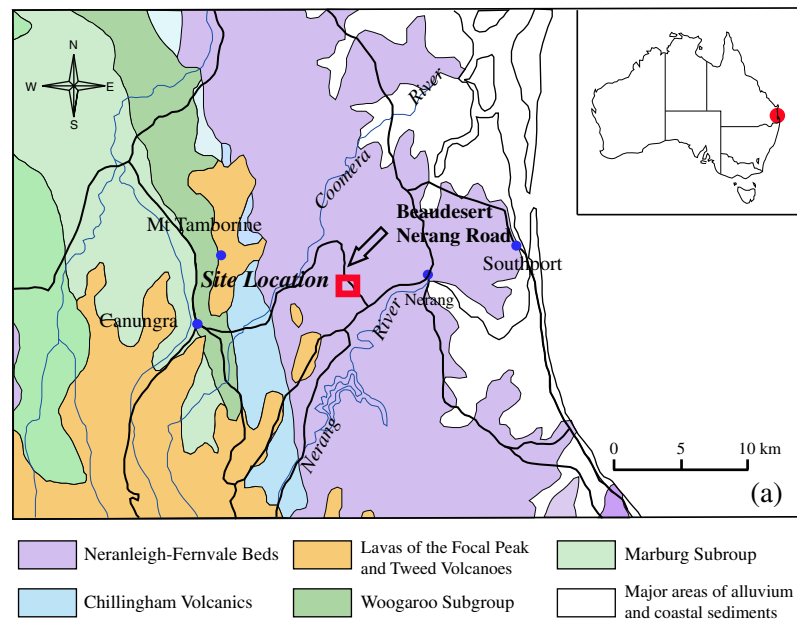 N
W E
S
Coomera River
Mt Tamborine
Beaudesert
Nerang Road
Southport
Site Location
Nerang
Canungra
Nerang River
0 5 10 km
(a)
Neranleigh-Fernvale Beds
Lavas of the Focal Peak
and Tweed Volcanoes
Marburg Subroup
Chillingham Volcanics
Woogaroo Subgroup
Major areas of alluvium
and coastal sediments